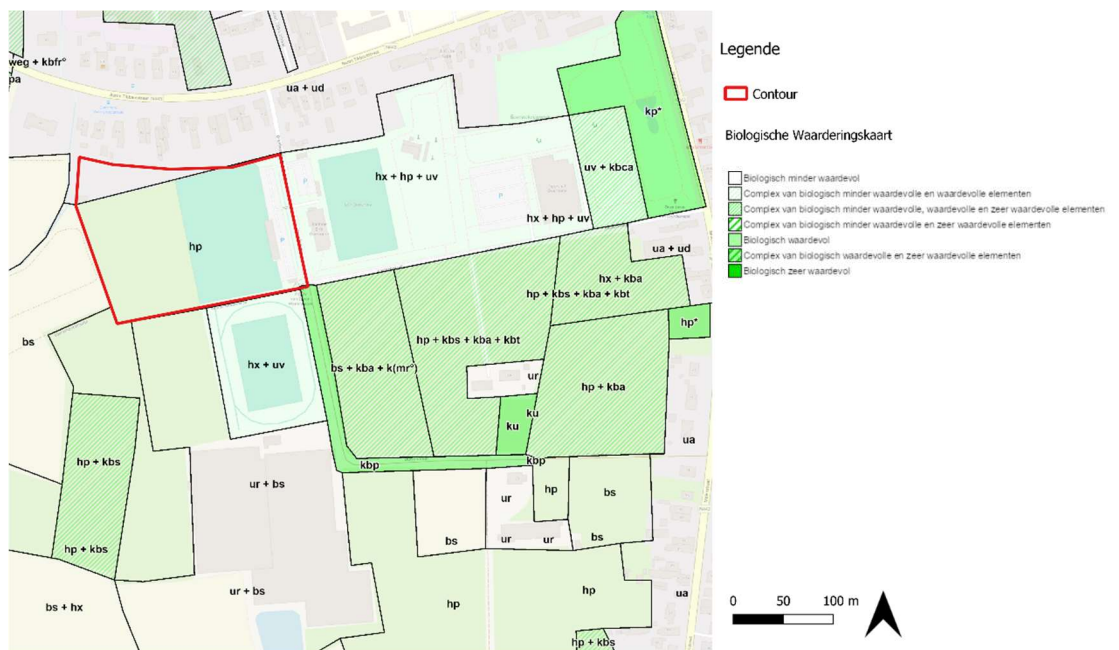 weg + kbfr°
pa
ua + ud
kp*
hx + hp + uv
uv + kbca
hx + hp + uv
hp
ua + ud
hx + kba
hp + kbs + kba + kbt
hp*
bs
hx + uv
bs + kba + k(mr°)
hp + kbs + kba + kbt
hp + kba
ur
ku
ku
ua
hp + kbs
kbp
kbp
ur + bs
ur
hp
bs
hp + kbs
bs
ur
ur
bs
bs + hx
ur + bs
hp
hp
ua
hp + kbs
Legende
Contour
Biologische Waarderingskaart
Biologisch minder waardevol
Complex van biologisch minder waardevolle en waardevolle elementen
Complex van biologisch minder waardevolle, waardevolle en zeer waardevolle elementen
Complex van biologisch minder waardevolle en zeer waardevolle elementen
Biologisch waardevol
Complex van biologisch waardevolle en zeer waardevolle elementen
Biologisch zeer waardevol
0 50 100 m